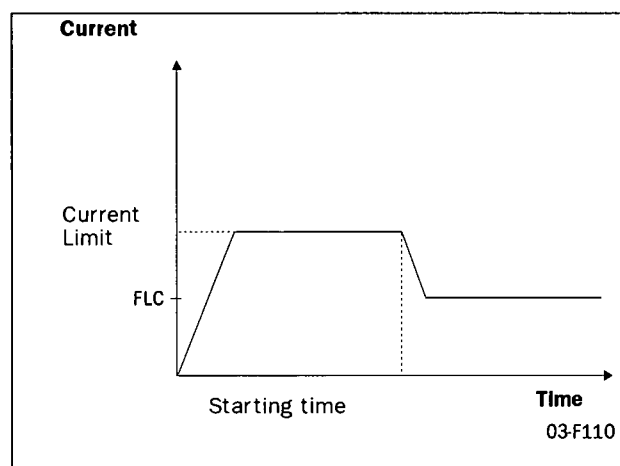 Current
Current
Limit
FLC
Starting time
Time
03-F110